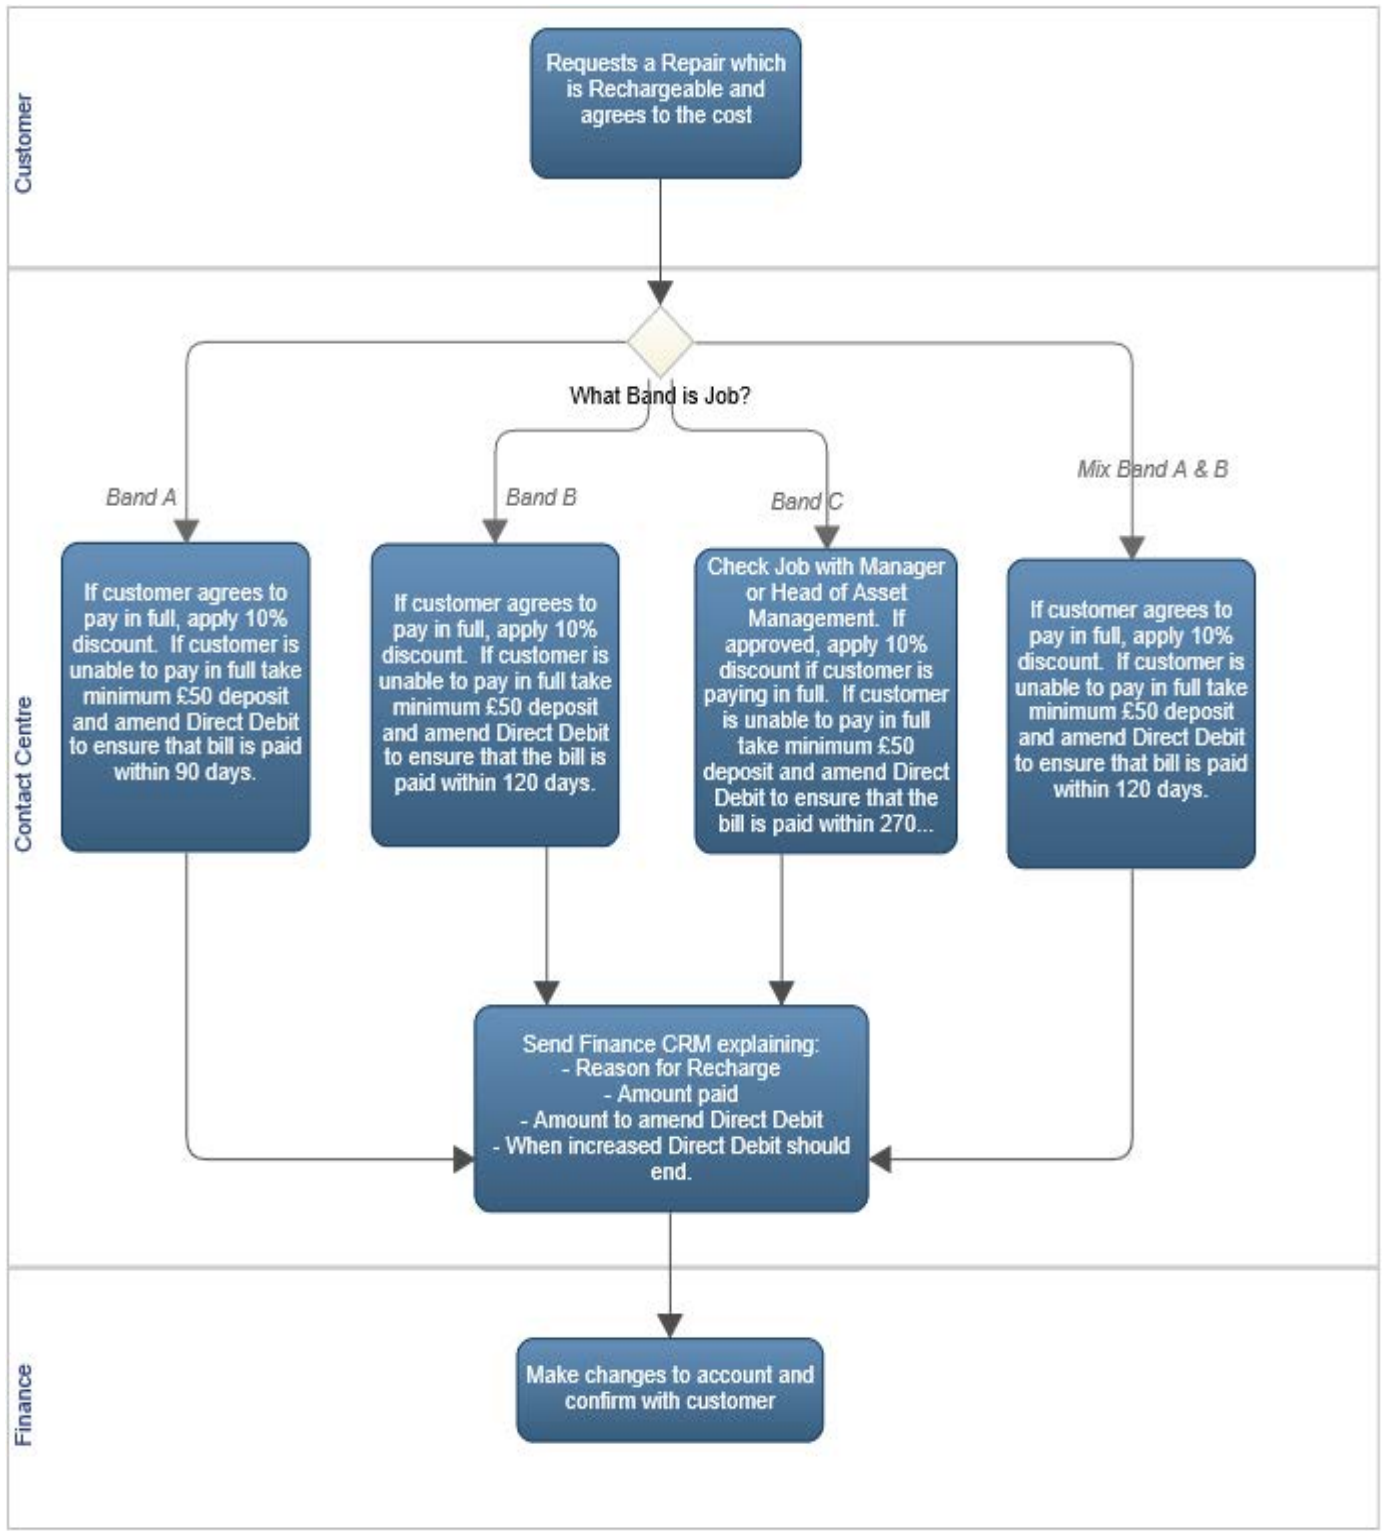 Customer
Requests a Repair which
is Rechargeable and
agrees to the cost
Contact Centre
What Band is Job?
Band A
Band B
Band C
Mix Band A & B
If customer agrees to
pay in full, apply 10%
discount.  If customer is
unable to pay in full take
minimum £50 deposit
and amend Direct Debit
to ensure that bill is paid
within 90 days.
If customer agrees to
pay in full, apply 10%
discount.  If customer is
unable to pay in full take
minimum £50 deposit
and amend Direct Debit
to ensure that the bill is
paid within 120 days.
Check Job with Manager
or Head of Asset
Management.  If
approved, apply 10%
discount if customer is
paying in full.  If customer
is unable to pay in full
take minimum £50
deposit and amend Direct
Debit to ensure that the
bill is paid within 270...
If customer agrees to
pay in full, apply 10%
discount.  If customer is
unable to pay in full take
minimum £50 deposit
and amend Direct Debit
to ensure that bill is paid
within 120 days.
Send Finance CRM explaining:
- Reason for Recharge
- Amount paid
- Amount to amend Direct Debit
- When increased Direct Debit should
end.
Finance
Make changes to account and
confirm with customer